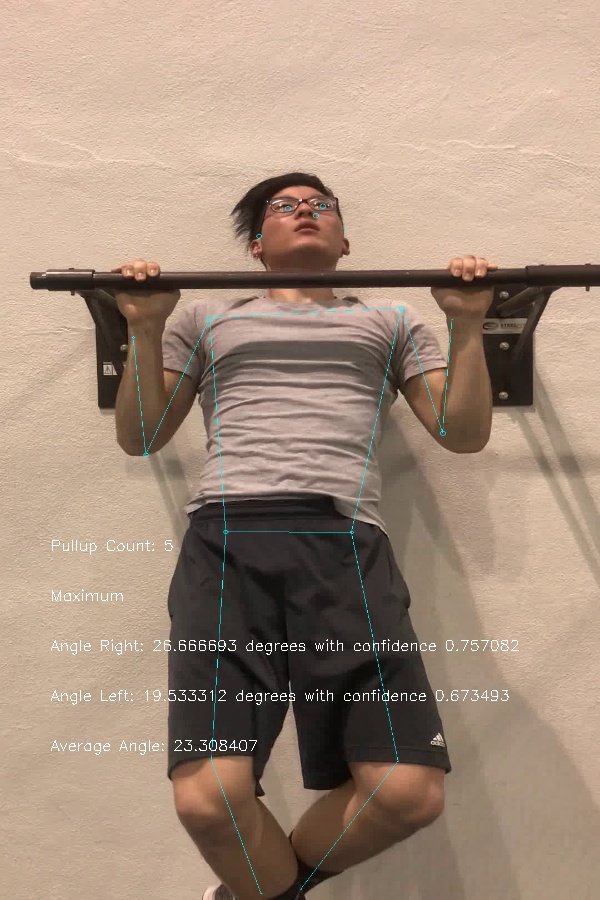 Pullup Count: 5
Maximum
Angle Right: 26.666693 degrees with confidence 0.757082
Angle Left: 19.533312 degrees with confidence 0.673493
Average Angle: 23.308407
adidas